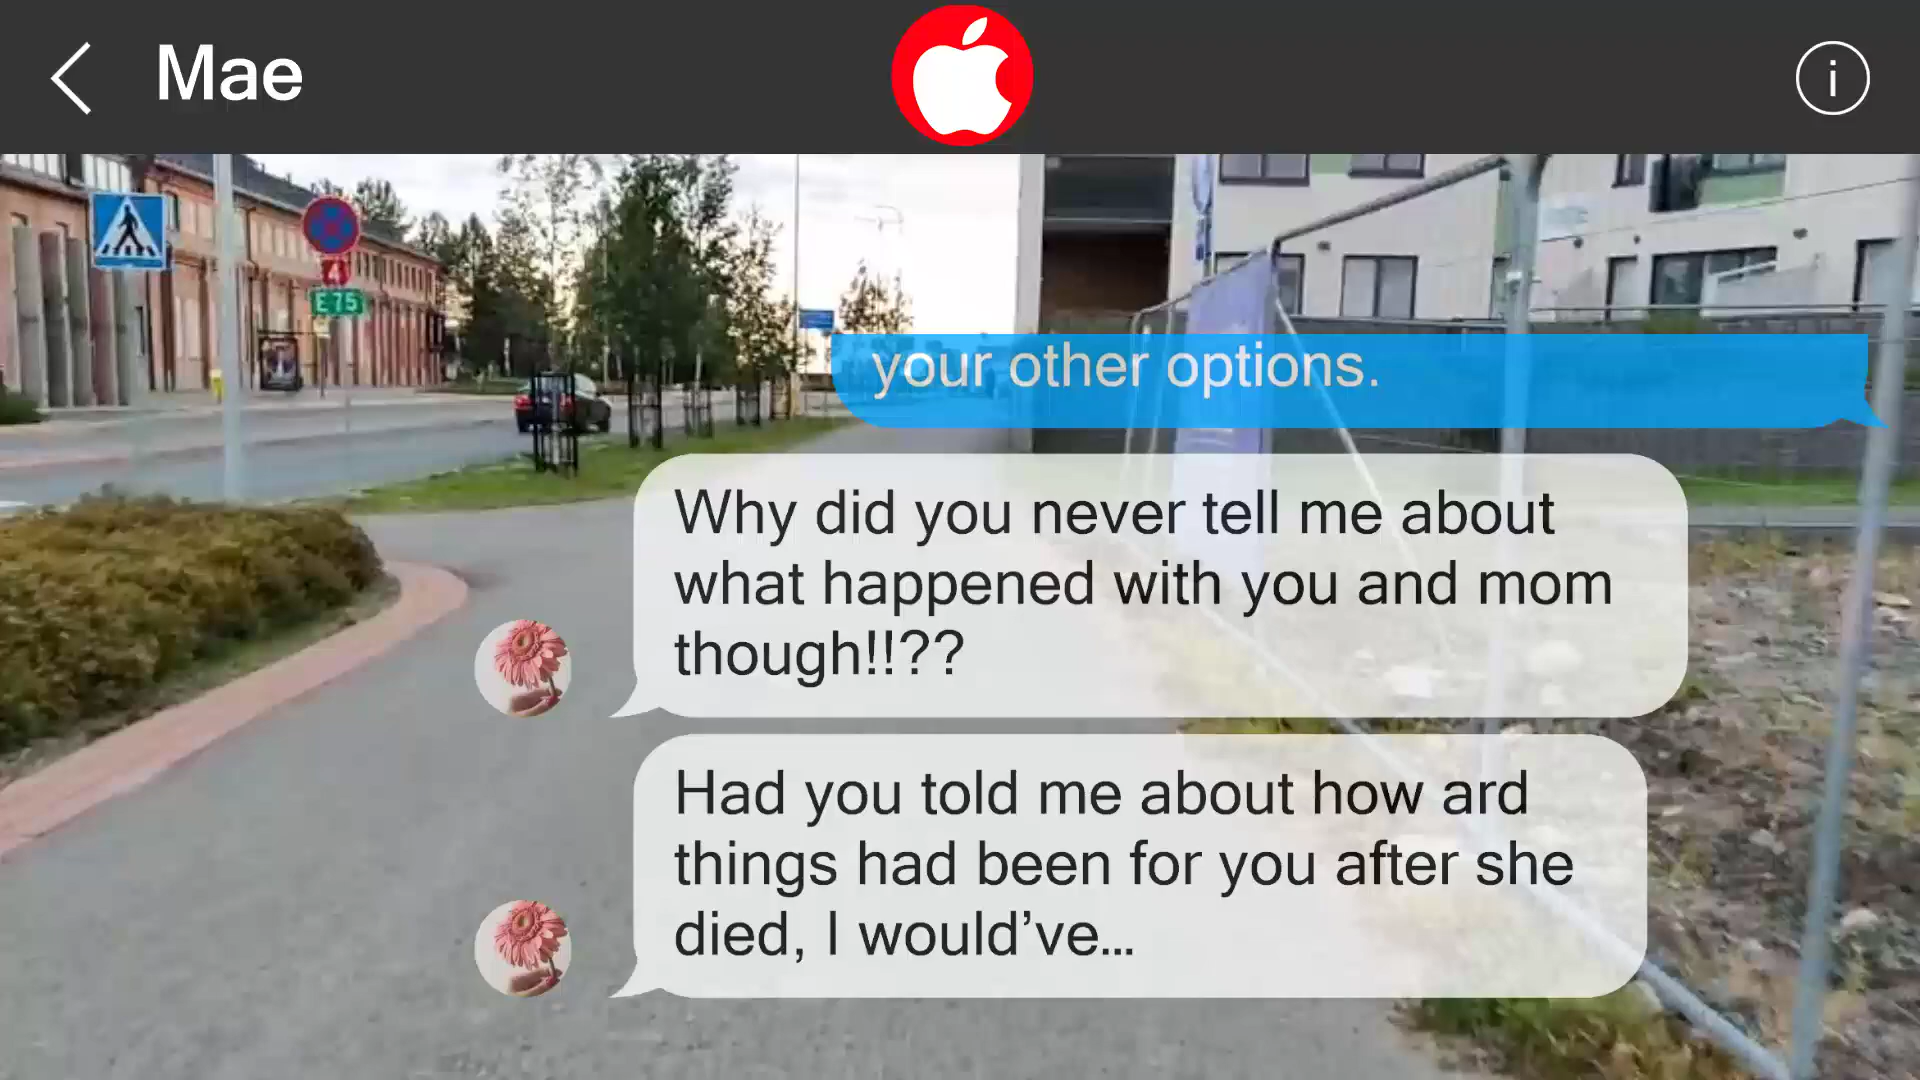 Mae
i
4
E 75
your other options.
Why did you never tell me about
what happened with you and mom
though!!??
Had you told me about how ard
things had been for you after she
died, I would’ve...